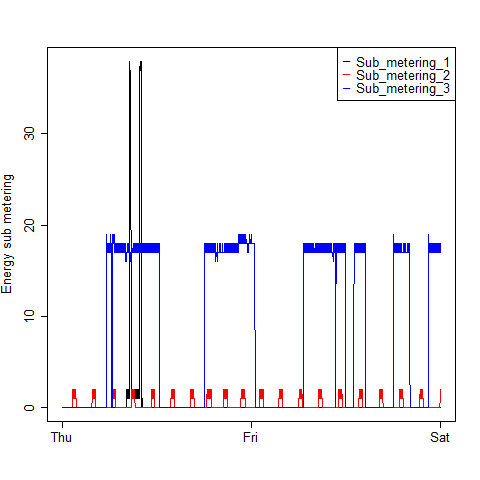 Sub_metering_1
Sub_metering_2
Sub_metering_3
Energy sub metering
30
20
10
0
Thu Fri Sat